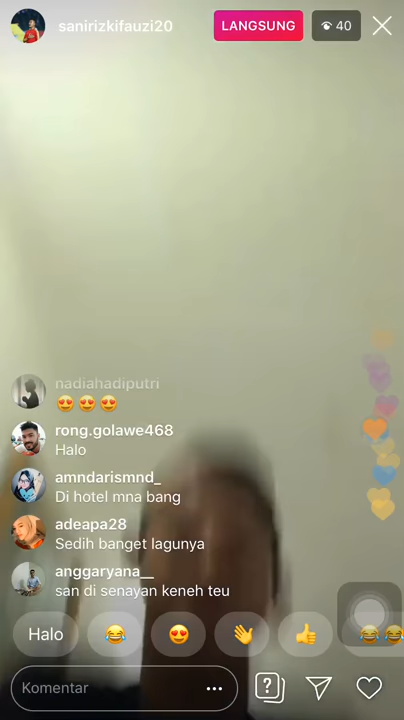 sanirizkifauzi20
LANGSUNG
40
nadiahadiputri
😍😍😍
rong.golawe468
Halo
amndarismnd_
Di hotel mna bang
adeapa28
Sedih banget lagunya
anggaryana__
san di senayan keneh teu
Halo 😂 😍 👋 👍 😂😂
Komentar